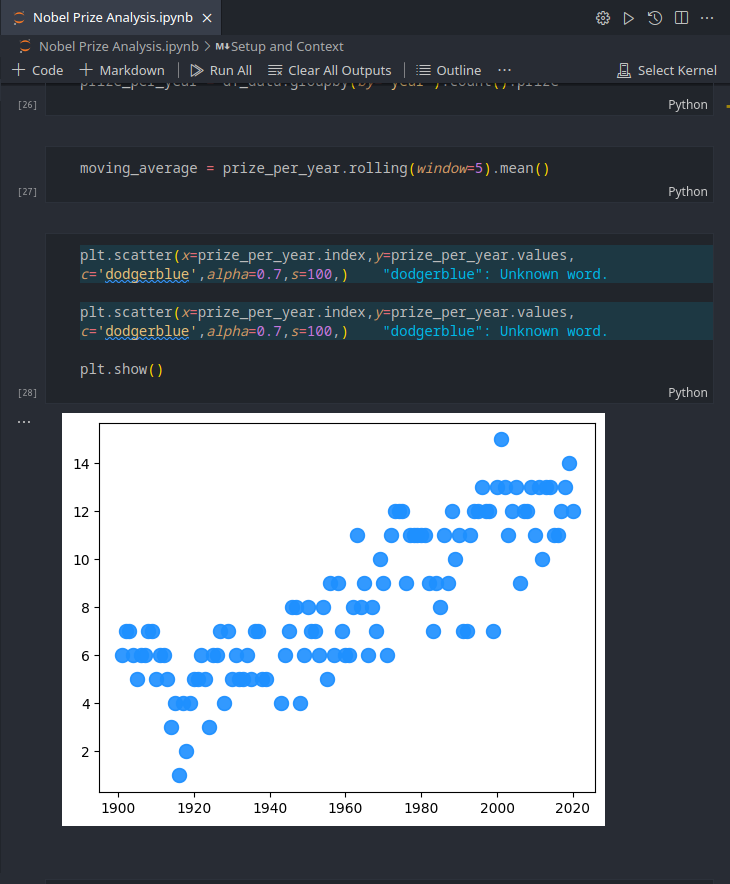 Nobel Prize Analysis.ipynb ×
Nobel Prize Analysis.ipynb > M↓Setup and Context
+ Code + Markdown Run All Clear All Outputs Outline ... Select Kernel
[26]
Python
moving_average = prize_per_year.rolling(window=5).mean()
[27]
Python
plt.scatter(x=prize_per_year.index,y=prize_per_year.values,
c='dodgerblue',alpha=0.7,s=100,) "dodgerblue": Unknown word.
plt.scatter(x=prize_per_year.index,y=prize_per_year.values,
c='dodgerblue',alpha=0.7,s=100,) "dodgerblue": Unknown word.
plt.show()
[28]
Python
...
14
12
10
8
6
4
2
1900 1920 1940 1960 1980 2000 2020